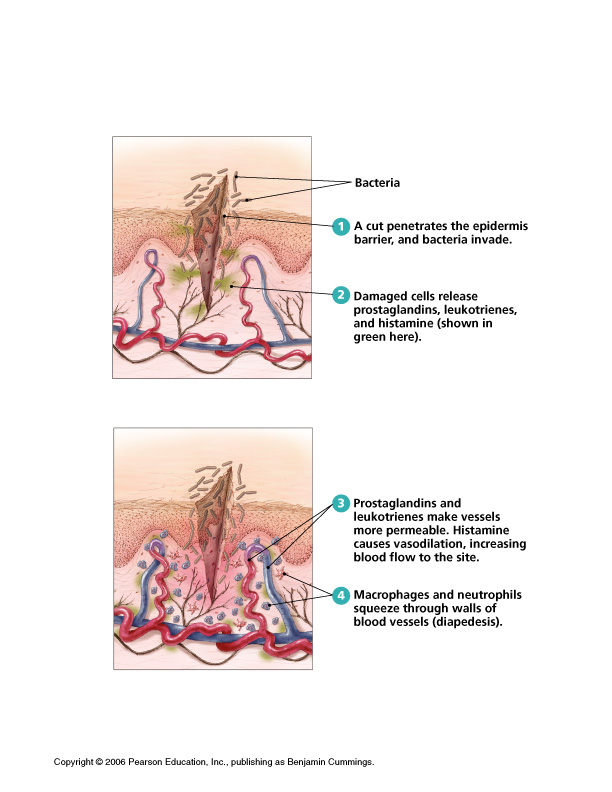 Bacteria
1 A cut penetrates the epidermis
barrier, and bacteria invade.
2 Damaged cells release
prostaglandins, leukotrienes,
and histamine (shown in
green here).
3 Prostaglandins and
leukotrienes make vessels
more permeable. Histamine
causes vasodilation, increasing
blood flow to the site.
4 Macrophages and neutrophils
squeeze through walls of
blood vessels (diapedesis).
Copyright © 2006 Pearson Education, Inc., publishing as Benjamin Cummings.